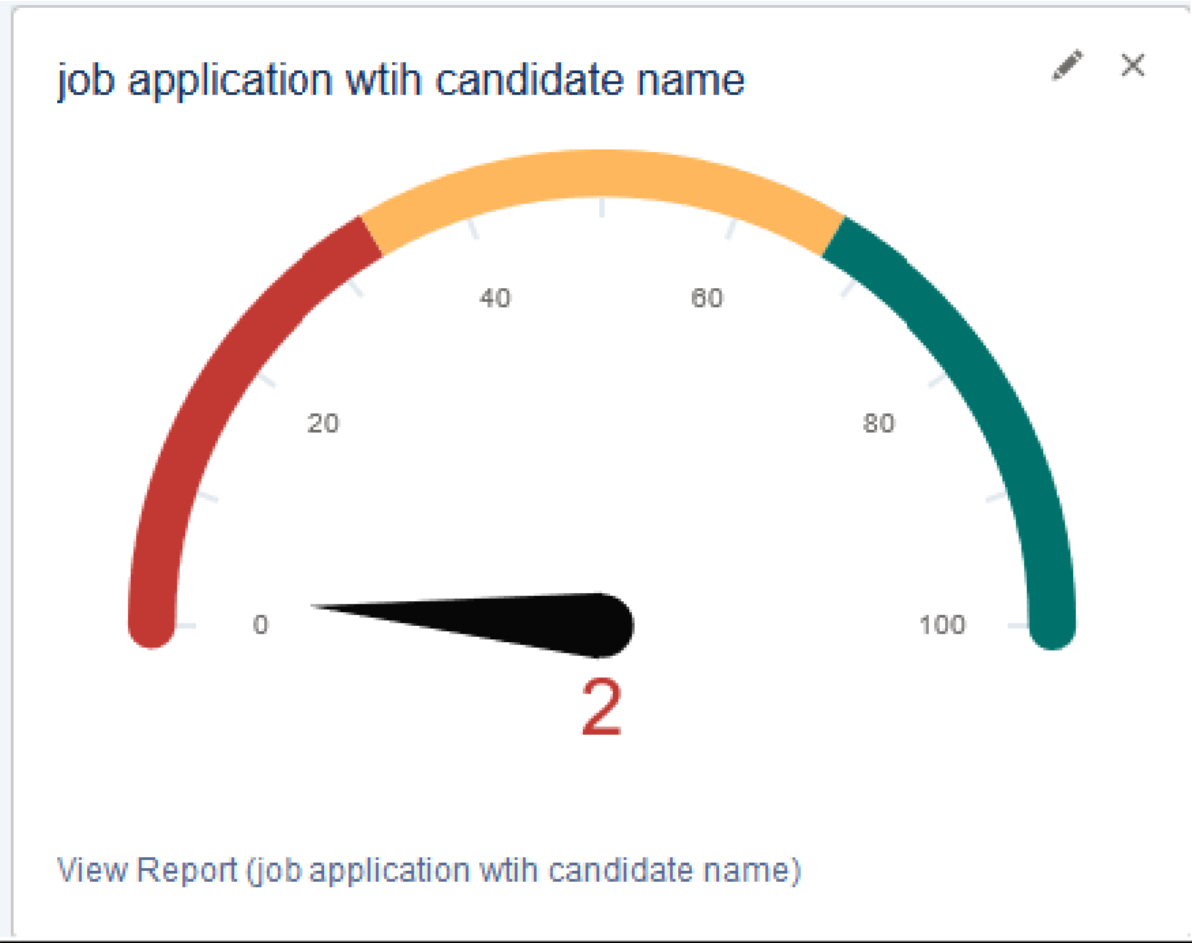 job application wtih candidate name
40 60
20 80
0 100
2
View Report (job application wtih candidate name)